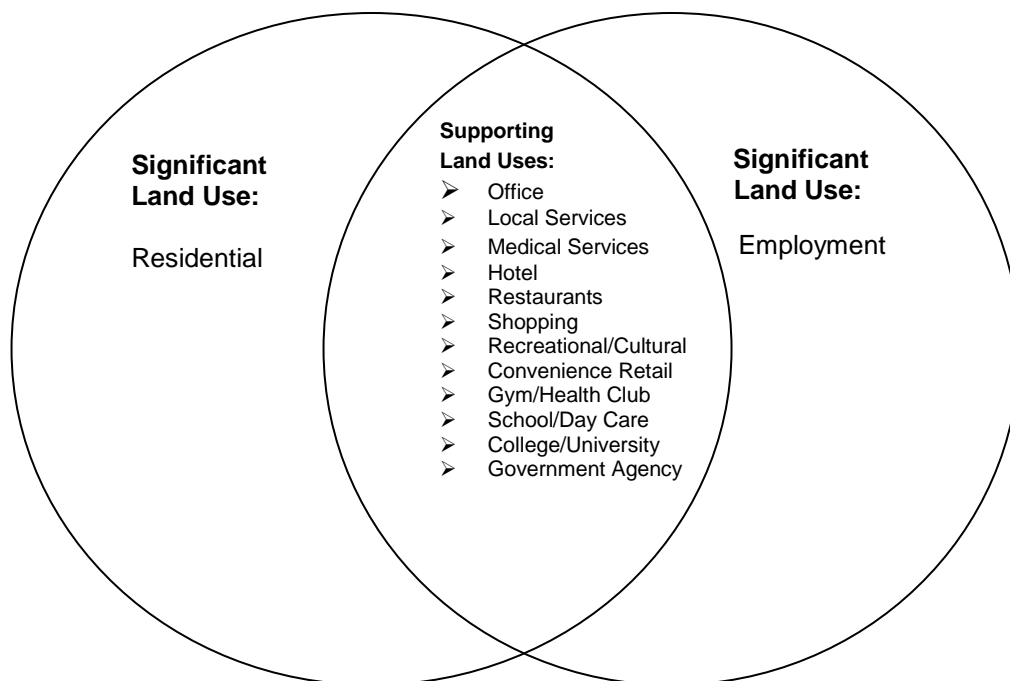 Significant
Land Use:
Residential
Supporting
Land Uses:
➢ Office
➢ Local Services
➢ Medical Services
➢ Hotel
➢ Restaurants
➢ Shopping
➢ Recreational/Cultural
➢ Convenience Retail
➢ Gym/Health Club
➢ School/Day Care
➢ College/University
➢ Government Agency
Significant
Land Use:
Employment